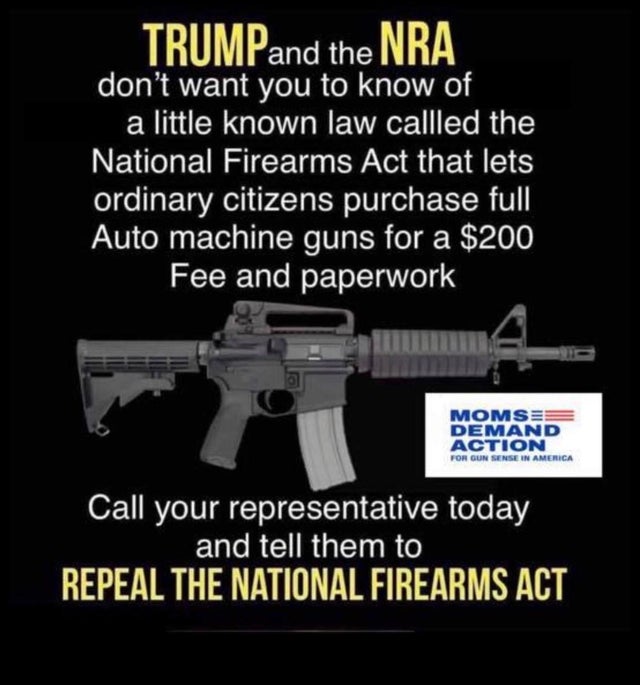 TRUMP and the NRA
don't want you to know of
a little known law callled the
National Firearms Act that lets
ordinary citizens purchase full
Auto machine guns for a $200
Fee and paperwork
MOMS
DEMAND
ACTION
FOR GUN SENSE IN AMERICA
Call your representative today
and tell them to
REPEAL THE NATIONAL FIREARMS ACT